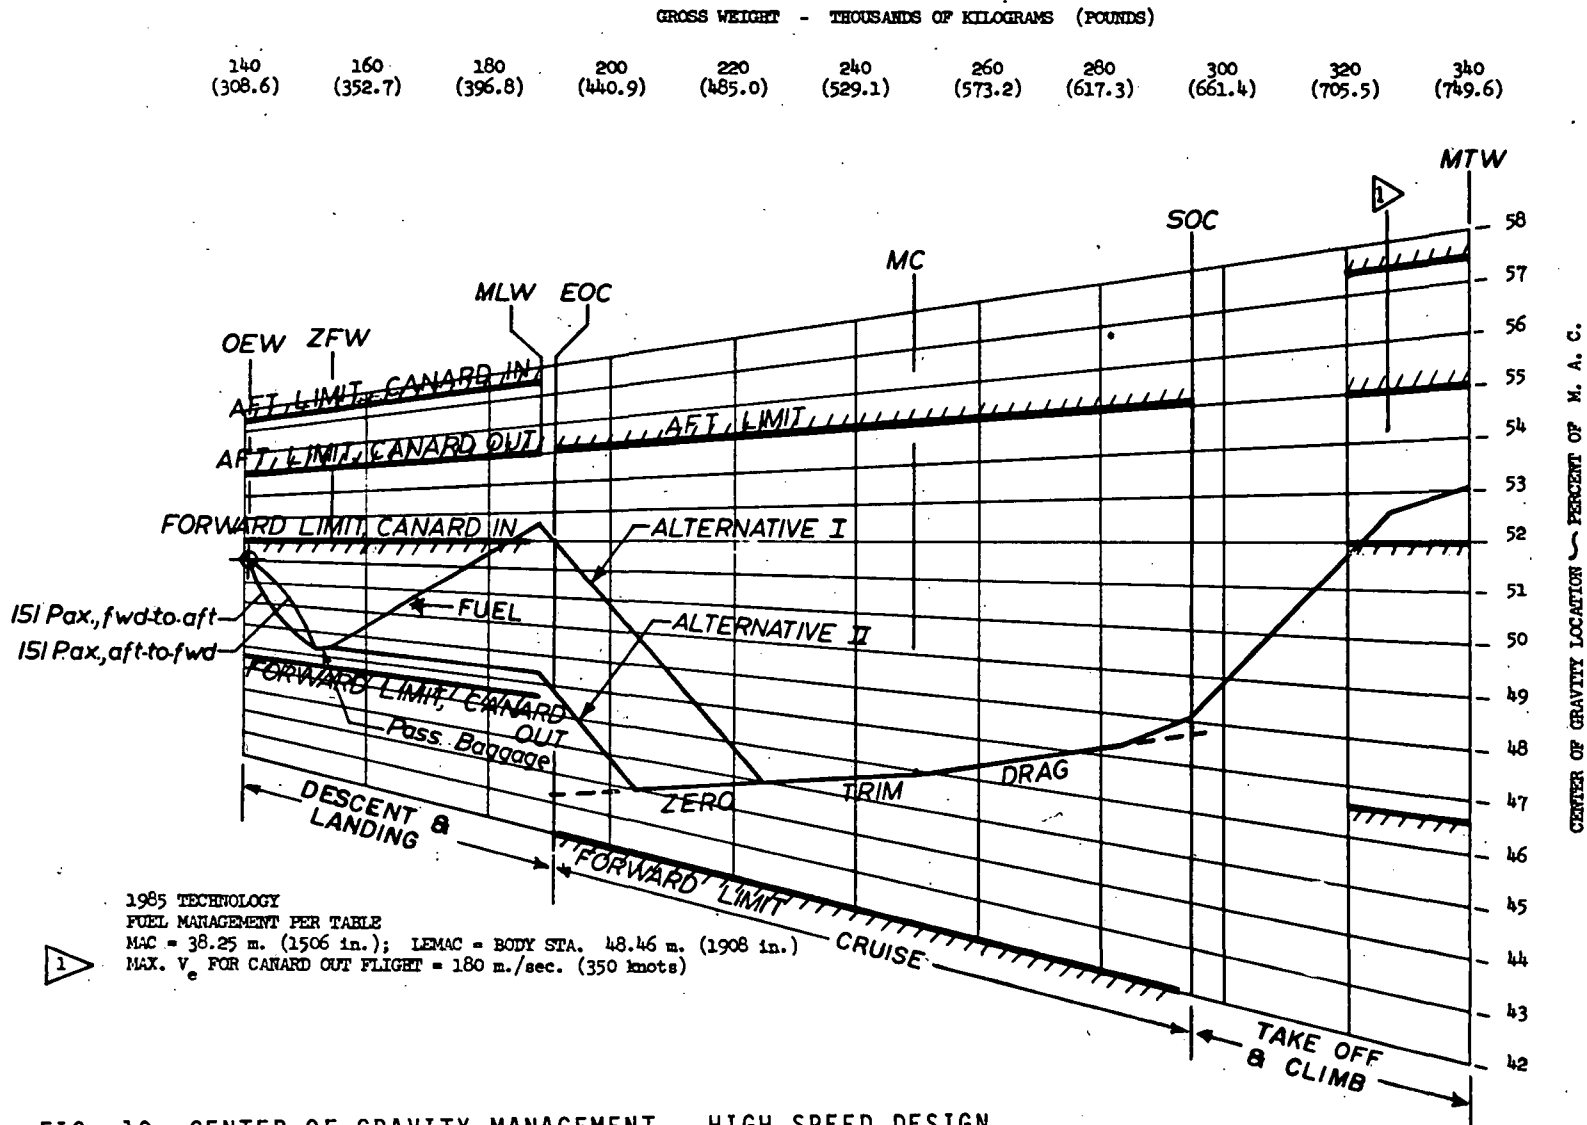 GROSS WEIGHT - THOUSANDS OF KILOGRAMS (POUNDS)
140 160 180 200 220 240 260 280 300 320 340
(308.6) (352.7) (396.8) (440.9) (485.0) (529.1) (573.2) (617.3) (661.4) (705.5) (749.6)
MTW
1
SOC
MC
MLW EOC
OEW ZFW
58
57
56
55
54
53
52
51
50
49
48
47
46
45
44
43
42
CENTER OF GRAVITY LOCATION ~ PERCENT OF M. A. C.
AFT LIMIT, CANARD IN
AFT LIMIT, CANARD OUT
AFT LIMIT
FORWARD LIMIT, CANARD IN
ALTERNATIVE I
FUEL
151 Pax., fwd-to-aft
151 Pax., aft-to-fwd
ALTERNATIVE II
FORWARD LIMIT, CANARD OUT
Pass. Baggage
ZERO TRIM DRAG
DESCENT &
LANDING
FORWARD LIMIT
CRUISE
TAKE OFF
& CLIMB
1985 TECHNOLOGY
FUEL MANAGEMENT PER TABLE
MAC = 38.25 m. (1506 in.); LEMAC = BODY STA. 48.46 m. (1908 in.)
1 MAX. Ve FOR CANARD OUT FLIGHT = 180 m./sec. (350 knots)
FIG. 10 CENTER OF GRAVITY MANAGEMENT - HIGH SPEED DESIGN